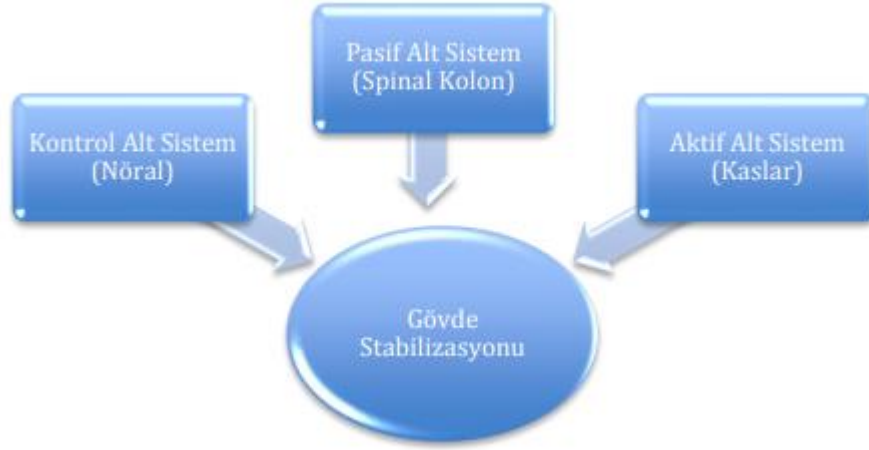 Pasif Alt Sistem
(Spinal Kolon)
Kontrol Alt Sistem
(Nöral)
Aktif Alt Sistem
(Kaslar)
Gövde
Stabilizasyonu